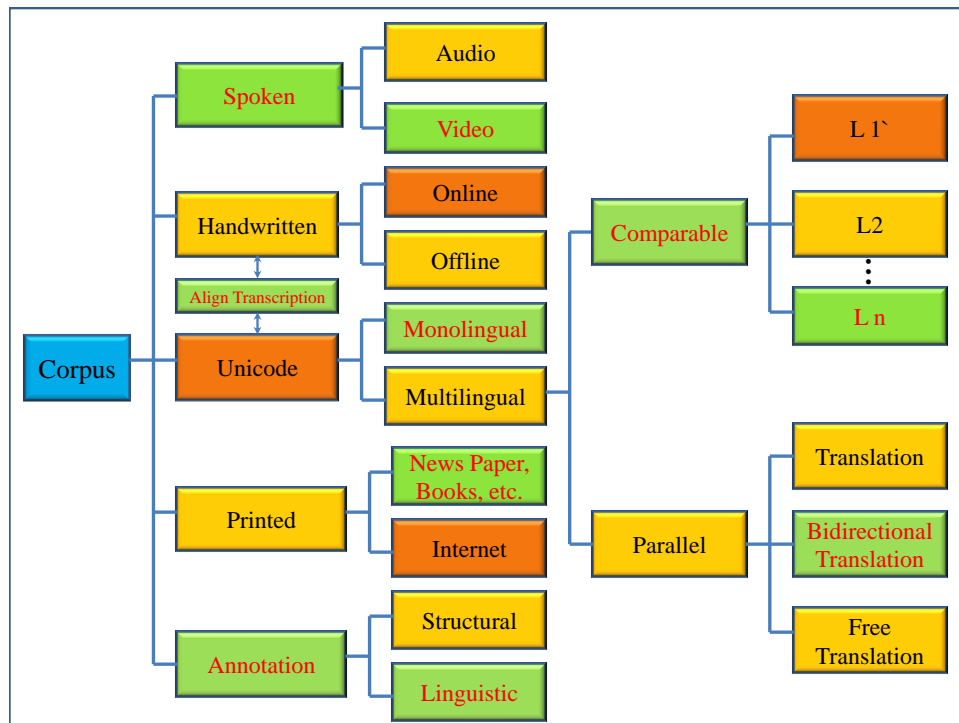 Corpus
Spoken
Audio
Video
Handwritten
Online
Offline
Align Transcription
Unicode
Monolingual
Multilingual
Comparable
L 1`
L2
L n
Parallel
Translation
Bidirectional
Translation
Free
Translation
Printed
News Paper,
Books, etc.
Internet
Annotation
Structural
Linguistic